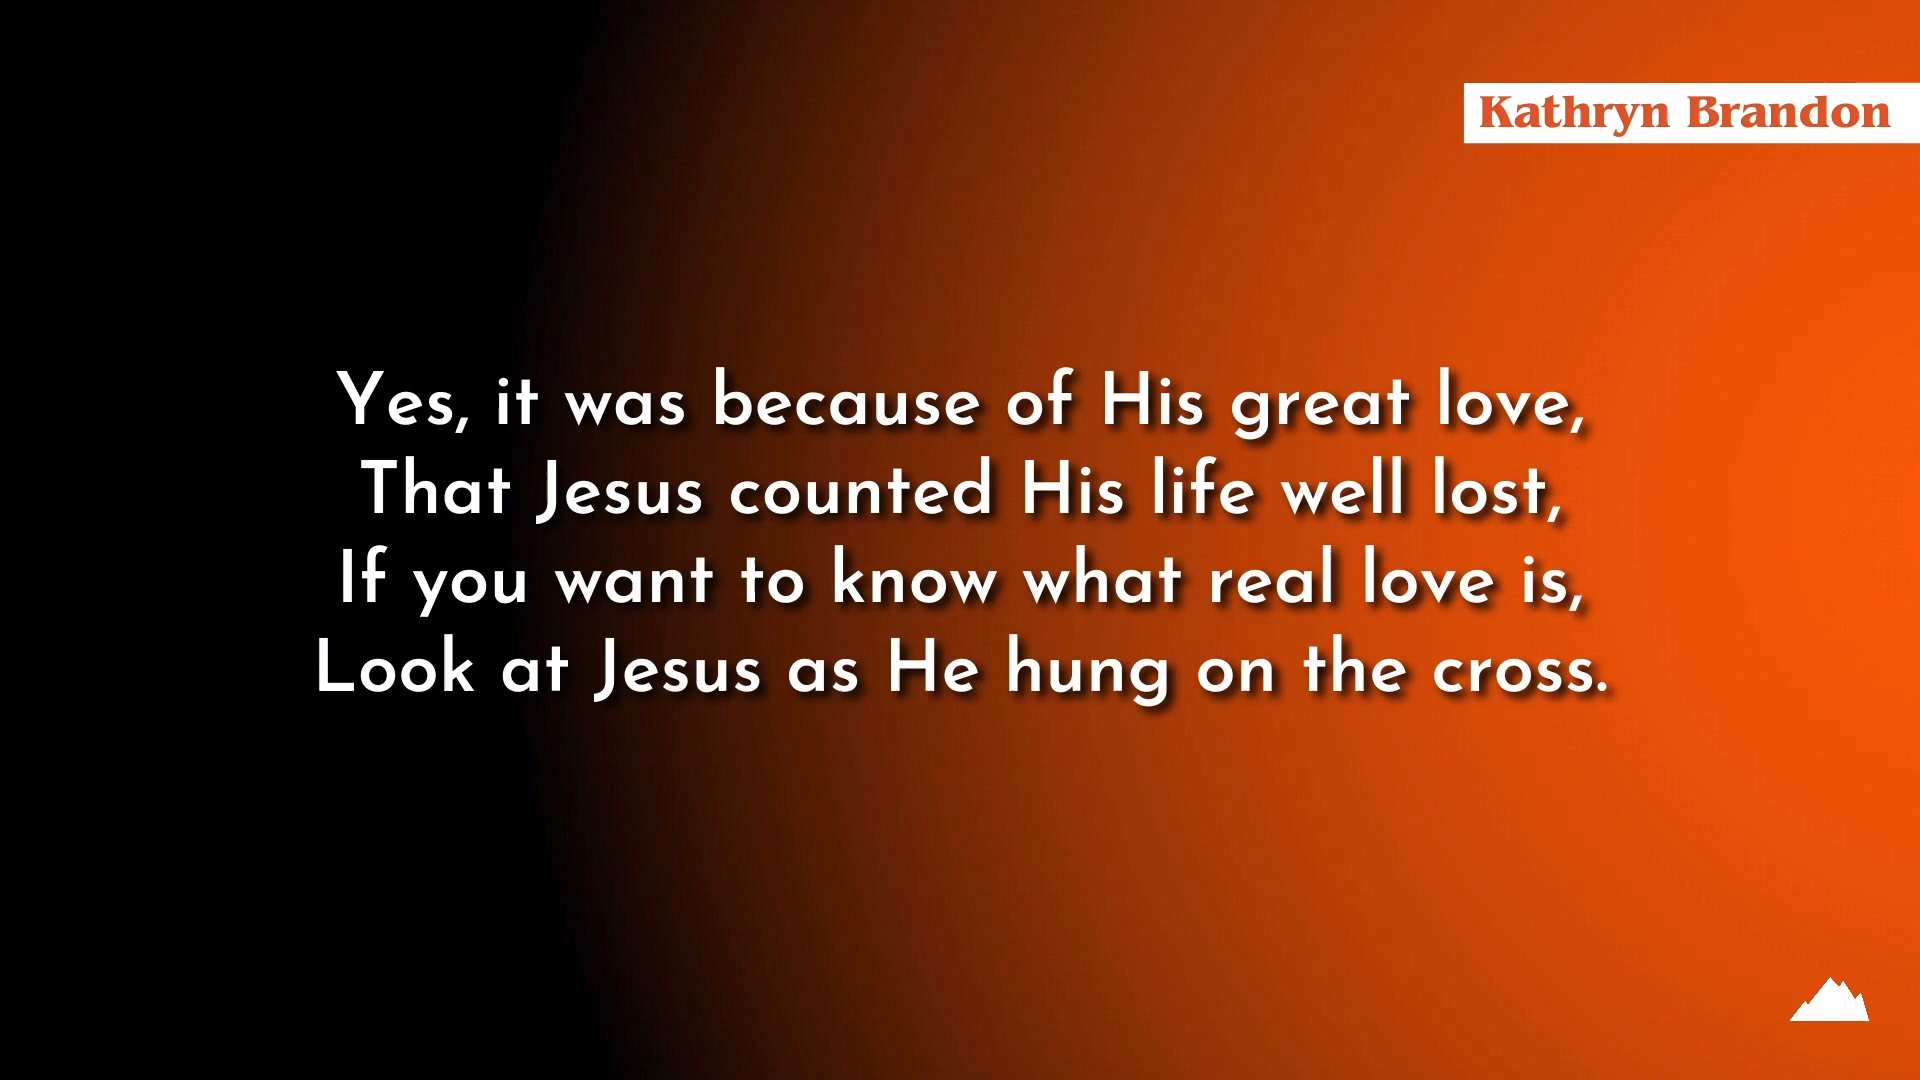 Kathryn Brandon
Yes, it was because of His great love,
That Jesus counted His life well lost,
If you want to know what real love is,
Look at Jesus as He hung on the cross.